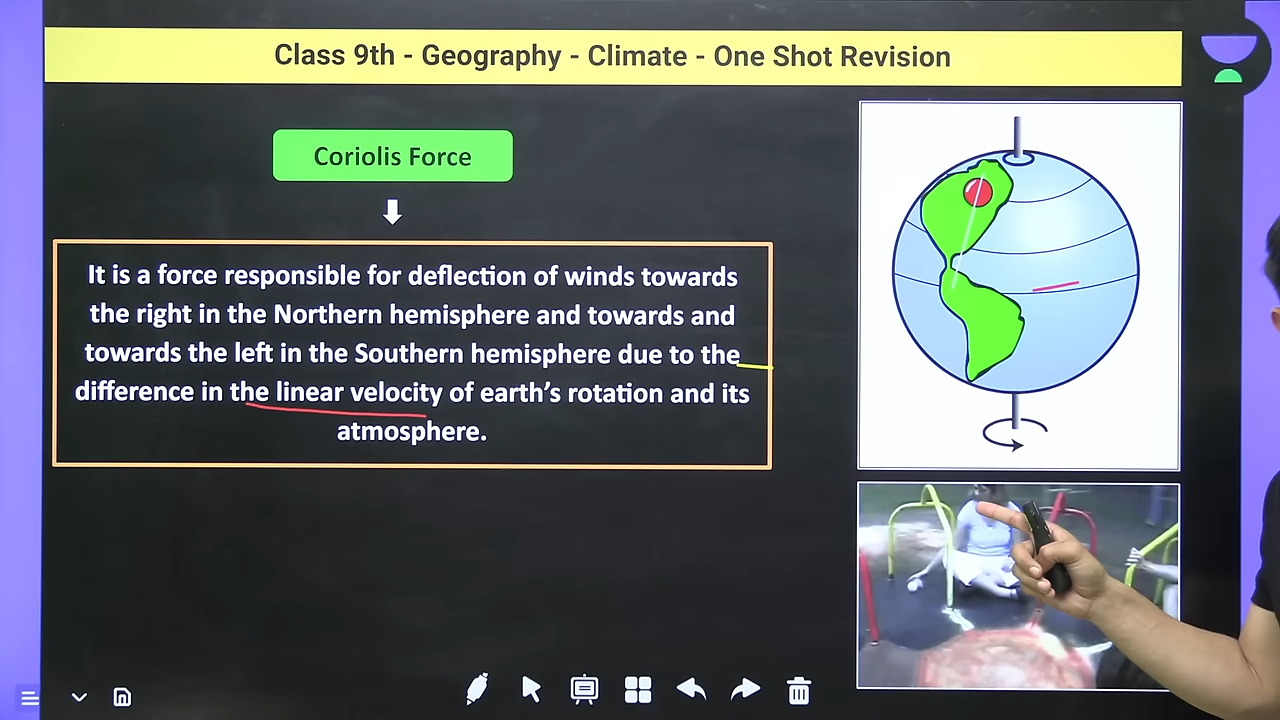 Class 9th - Geography - Climate - One Shot Revision
Coriolis Force
It is a force responsible for deflection of winds towards
the right in the Northern hemisphere and towards and
towards the left in the Southern hemisphere due to the
difference in the linear velocity of earth's rotation and its
atmosphere.